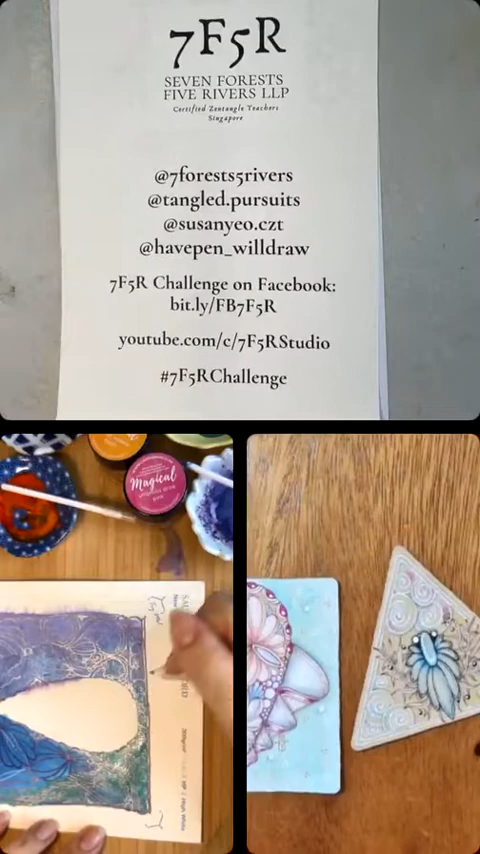 7F5R
SEVEN FORESTS
FIVE RIVERS LLP
Certified Zentangle Teachers
Singapore
@7forests5rivers
@tangled.pursuits
@susanyeo.czt
@havepen_willdraw
7F5R Challenge on Facebook:
bit.ly/FB7F5R
youtube.com/c/7F5RStudio
#7F5RChallenge
Magical